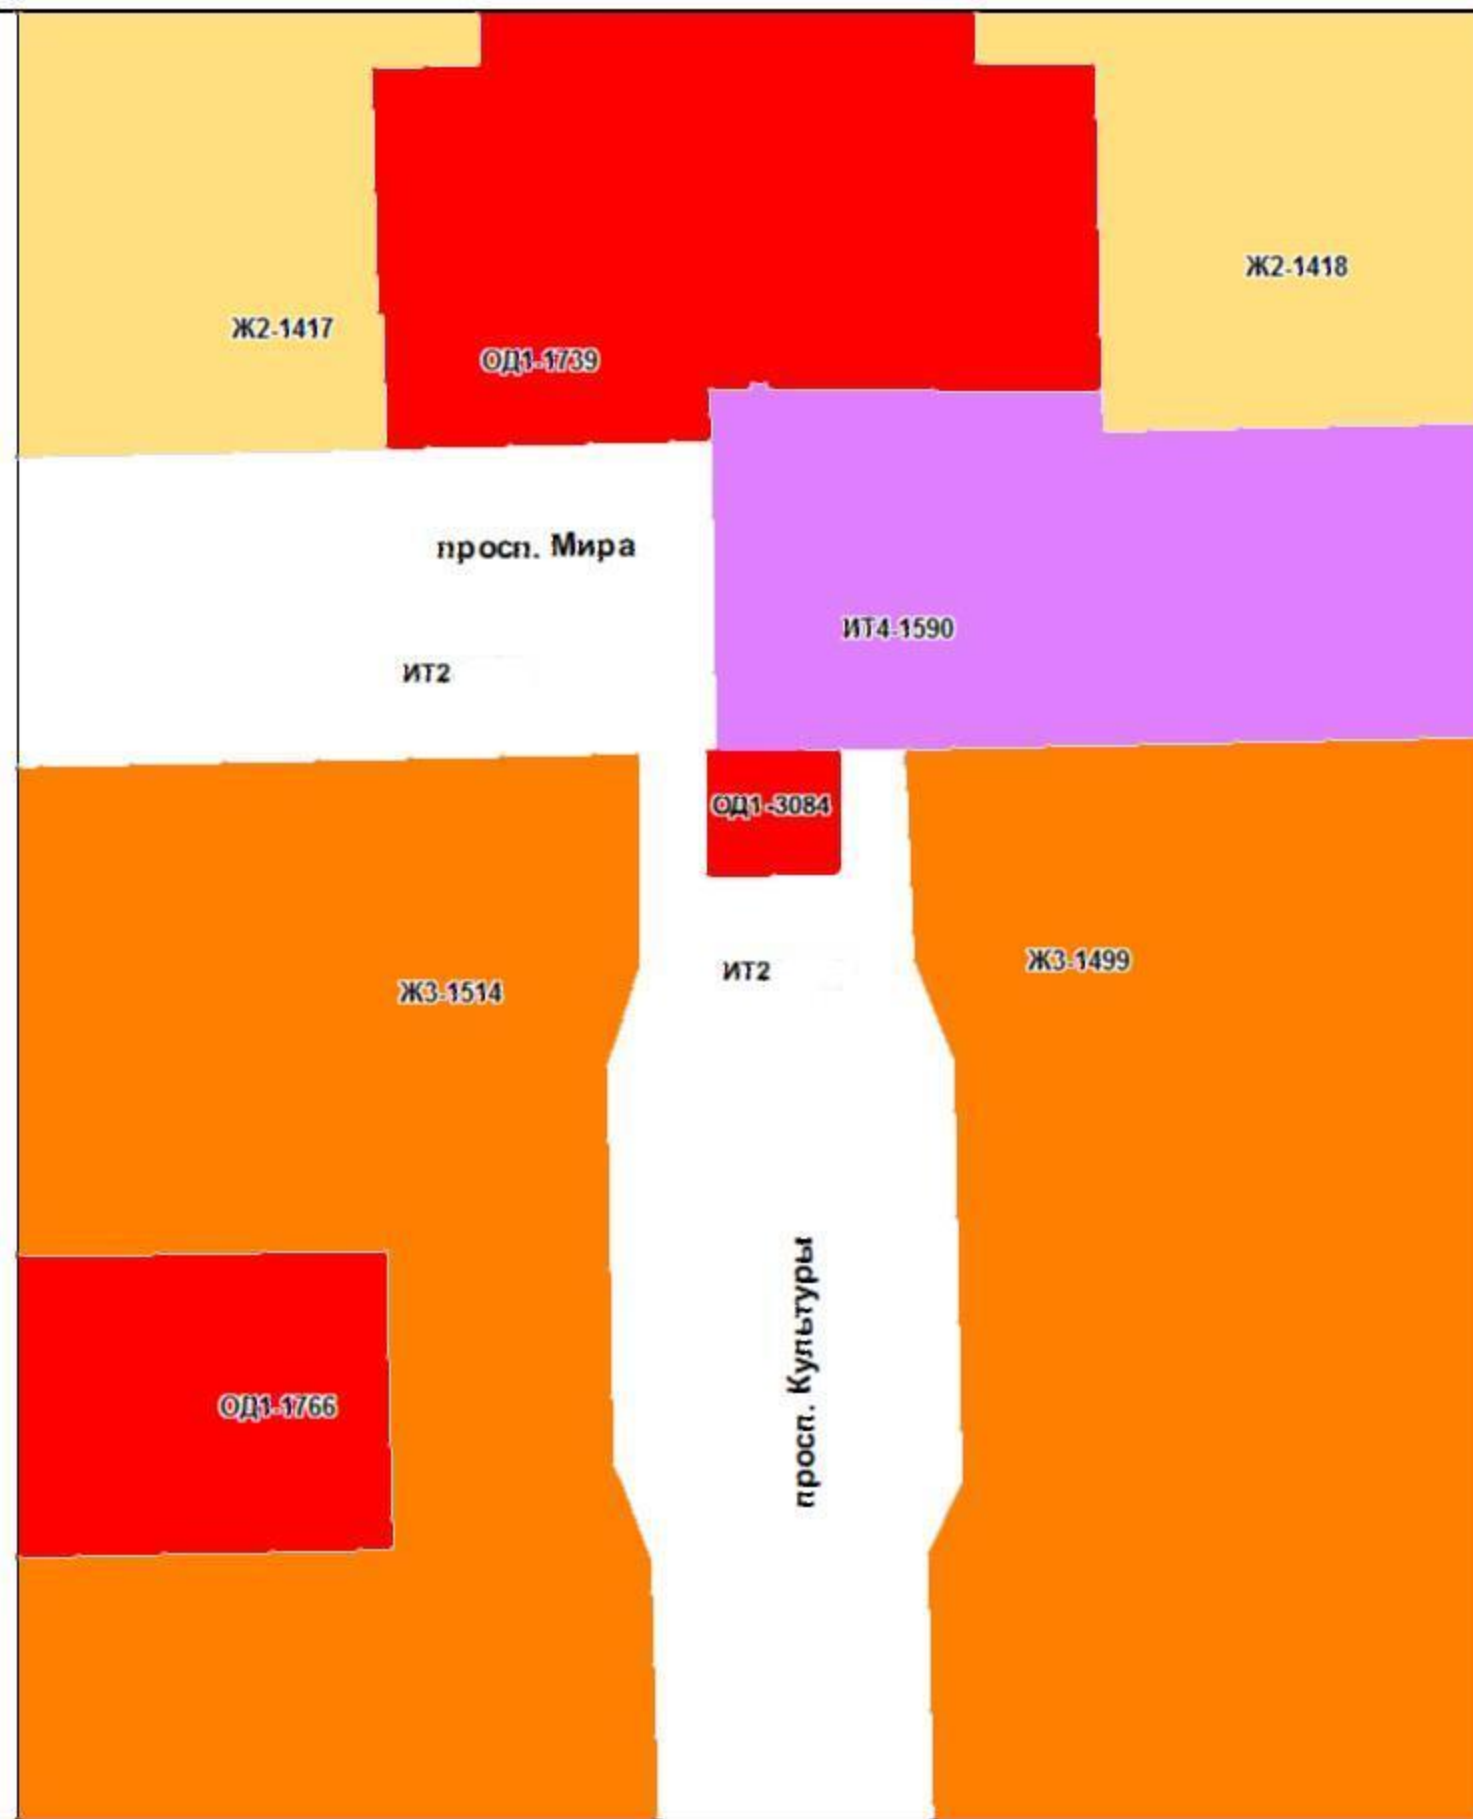 Ж2-1418
Ж2-1417
ОД1-1739
просп. Мира
ИТ4-1590
ИТ2
ОД1-3084
Ж3-1499
ИТ2
Ж3-1514
просп. Культуры
ОД1-1766